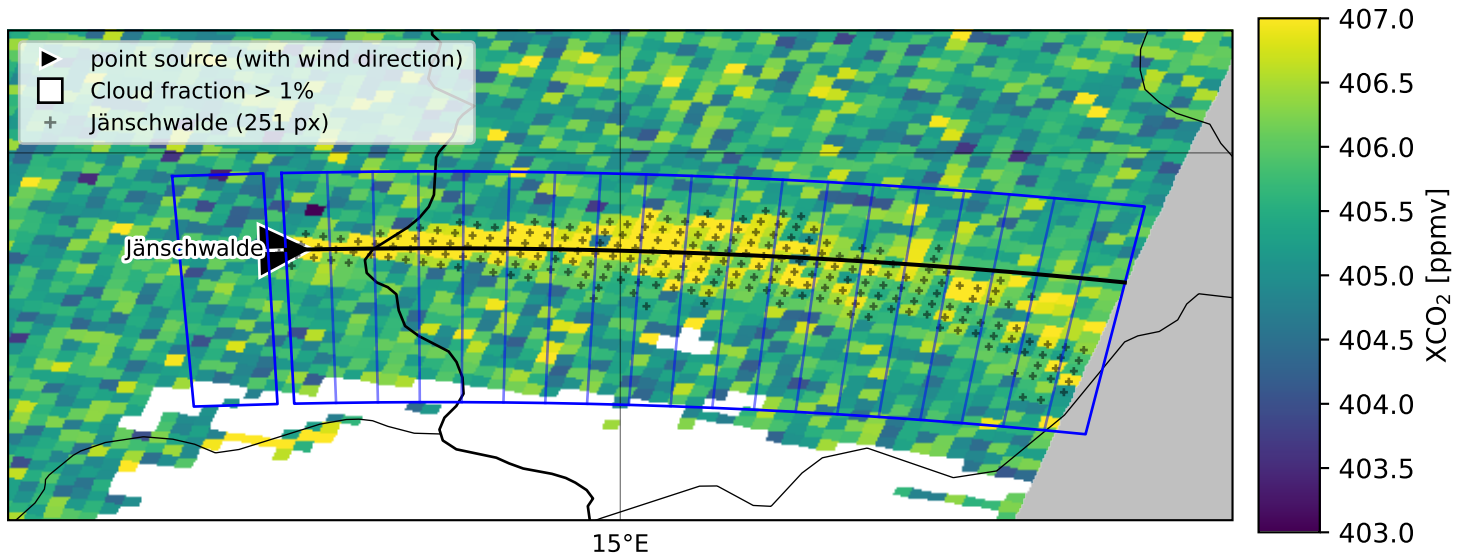 point source (with wind direction)
Cloud fraction > 1%
Jänschwalde (251 px)
Jänschwalde
15°E
407.0
406.5
406.0
405.5
405.0
404.5
404.0
403.5
403.0
XCO₂ [ppmv]